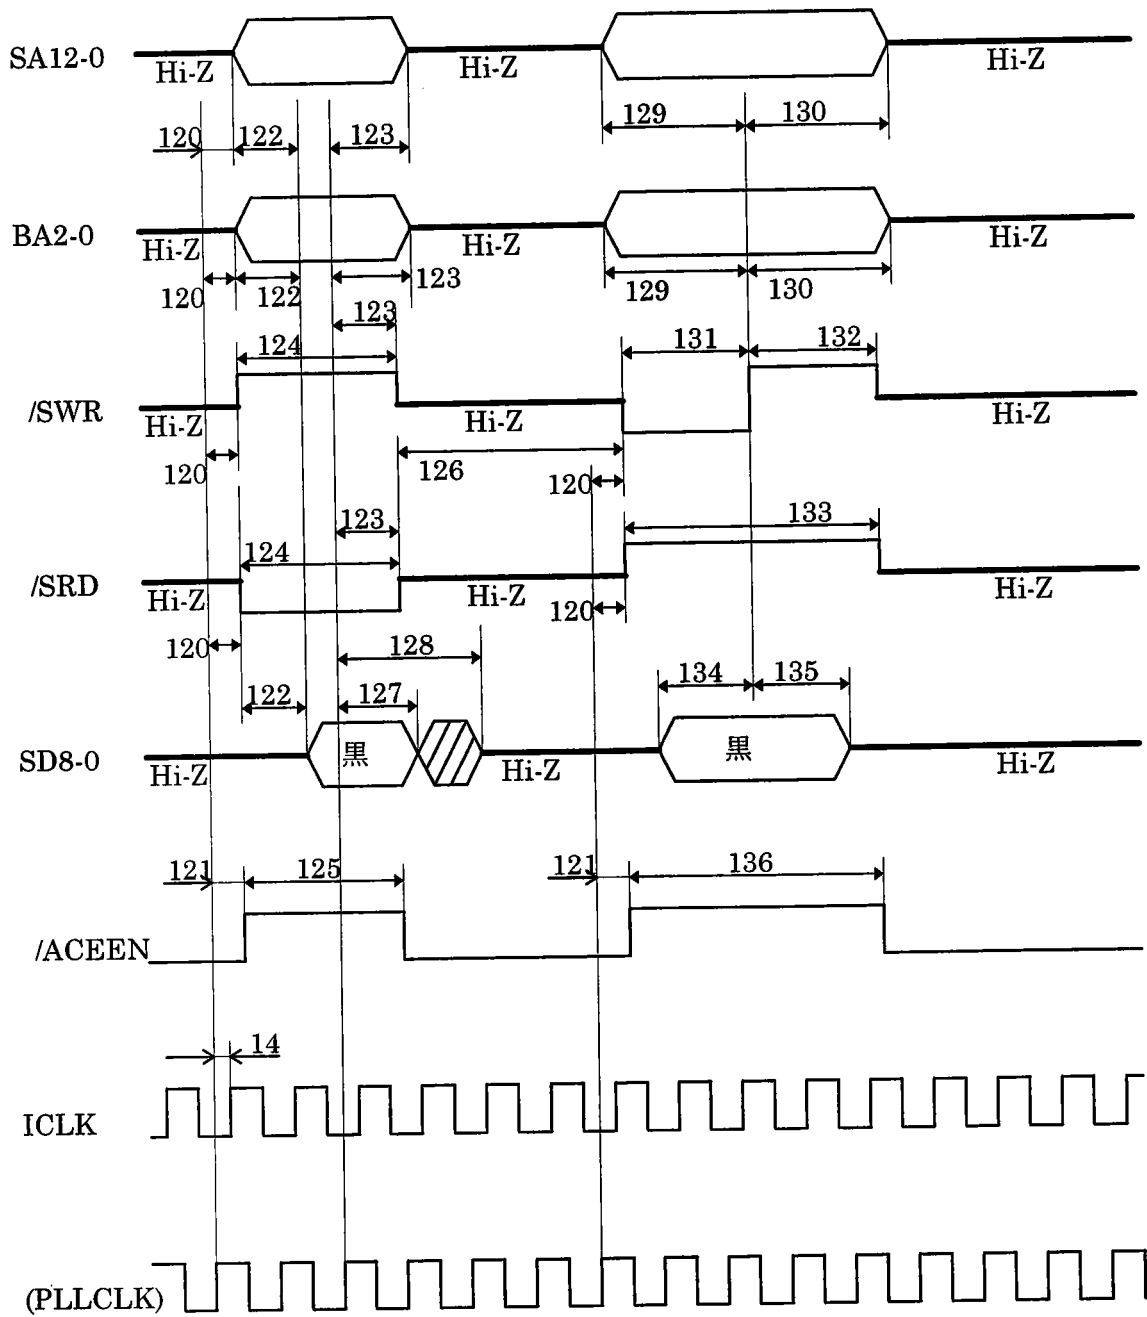 SA12-0
Hi-Z
Hi-Z
Hi-Z
120
122
123
129
130
BA2-0
Hi-Z
Hi-Z
Hi-Z
120
122
123
129
130
123
124
131
132
/SWR
Hi-Z
Hi-Z
Hi-Z
120
126
120
123
133
124
/SRD
Hi-Z
Hi-Z
Hi-Z
120
120
128
122
127
134
135
SD8-0
Hi-Z
黒
Hi-Z
黒
Hi-Z
121
125
121
136
/ACEEN
14
ICLK
(PLLCLK)